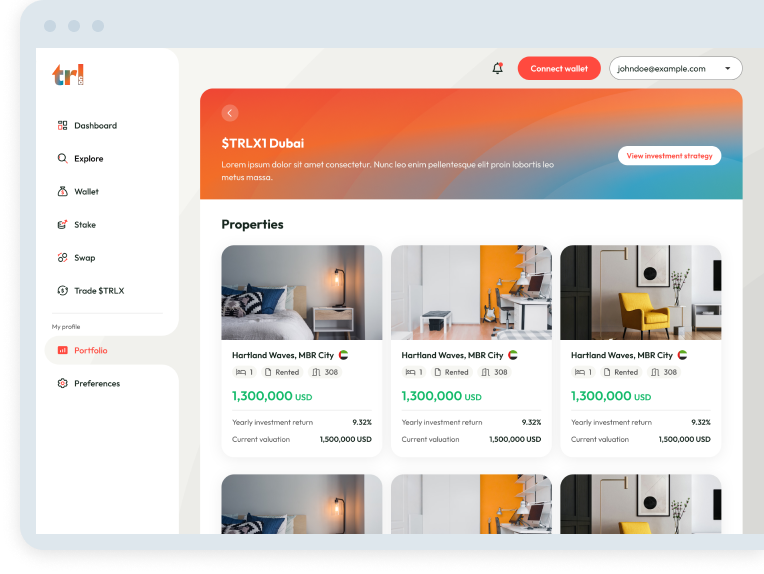 trl
Connect wallet
johndoe@example.com
Dashboard
Explore
Wallet
Stake
Swap
Trade $TRLX
My profile
Portfolio
Preferences
$TRLX1 Dubai
Lorem ipsum dolor sit amet consectetur. Nunc leo enim pellentesque elit proin lobortis leo
metus massa.
View investment strategy
Properties
Hartland Waves, MBR City
1 Rented 308
1,300,000 USD
Yearly investment return 9.32%
Current valuation 1,500,000 USD
Hartland Waves, MBR City
1 Rented 308
1,300,000 USD
Yearly investment return 9.32%
Current valuation 1,500,000 USD
Hartland Waves, MBR City
1 Rented 308
1,300,000 USD
Yearly investment return 9.32%
Current valuation 1,500,000 USD